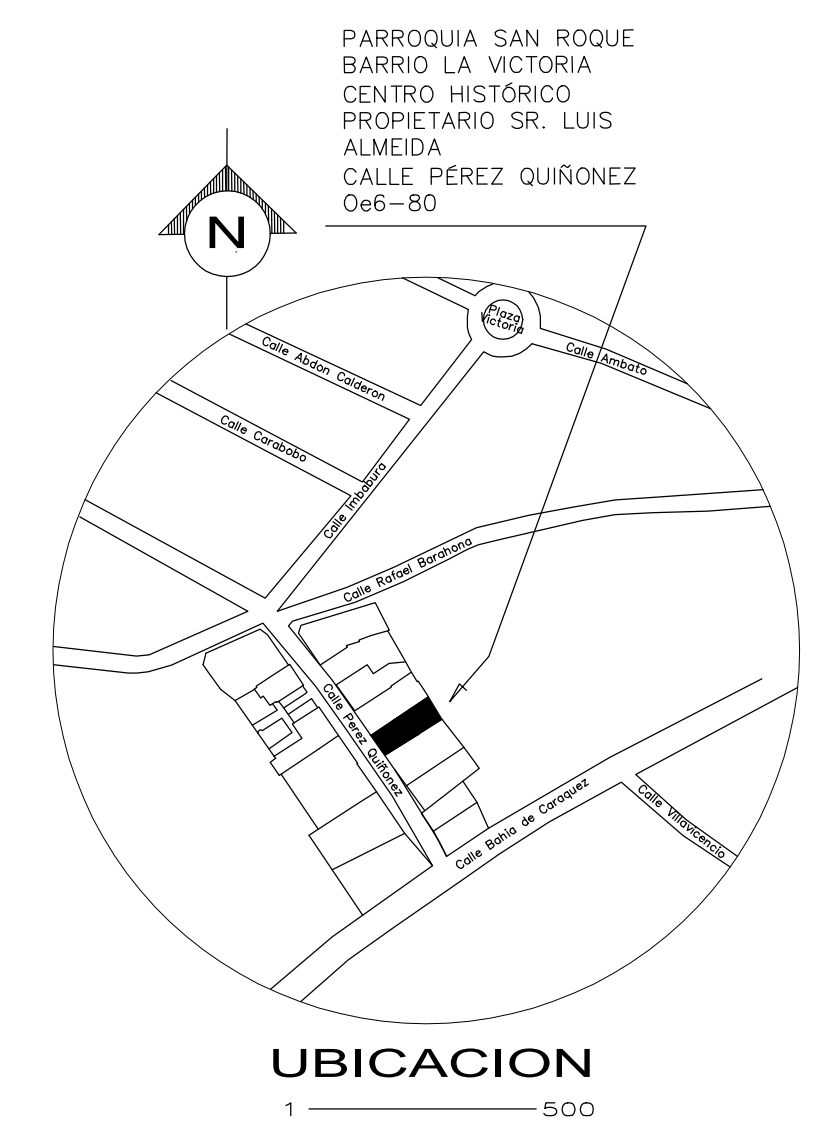 PARROQUIA SAN ROQUE
BARRIO LA VICTORIA
CENTRO HISTÓRICO
PROPIETARIO SR. LUIS
ALMEIDA
CALLE PÉREZ QUIÑONEZ
Oe6-80
N
Plaza
Victoria
Calle Abdon Calderon
Calle Ambato
Calle Carabobo
Calle Imbabura
Calle Rafael Barahona
Calle Perez Quiñonez
Calle Bahia de Caraquez
Calle Villavicencio
UBICACION
1 500